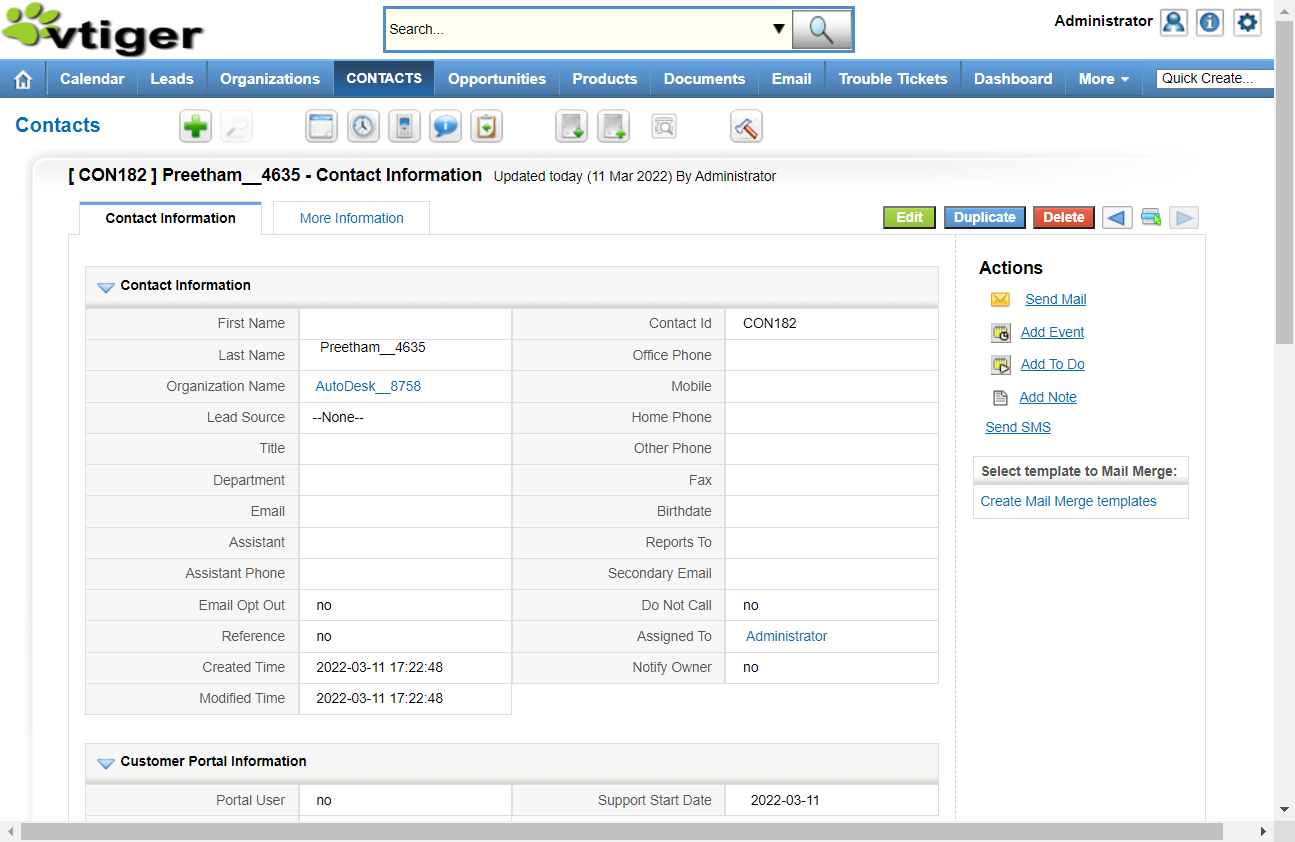 vtiger
Search...
Administrator
Calendar Leads Organizations CONTACTS Opportunities Products Documents Email Trouble Tickets Dashboard More Quick Create...
Contacts
[ CON182 ] Preetham__4635 - Contact Information Updated today (11 Mar 2022) By Administrator
Contact Information More Information Edit Duplicate Delete
Contact Information
First Name Contact Id CON182
Last Name Preetham__4635 Office Phone
Organization Name AutoDesk__8758 Mobile
Lead Source --None-- Home Phone
Title Other Phone
Department Fax
Email Birthdate
Assistant Reports To
Assistant Phone Secondary Email
Email Opt Out no Do Not Call no
Reference no Assigned To Administrator
Created Time 2022-03-11 17:22:48 Notify Owner no
Modified Time 2022-03-11 17:22:48
Customer Portal Information
Portal User no Support Start Date 2022-03-11
Actions
Send Mail
Add Event
Add To Do
Add Note
Send SMS
Select template to Mail Merge:
Create Mail Merge templates